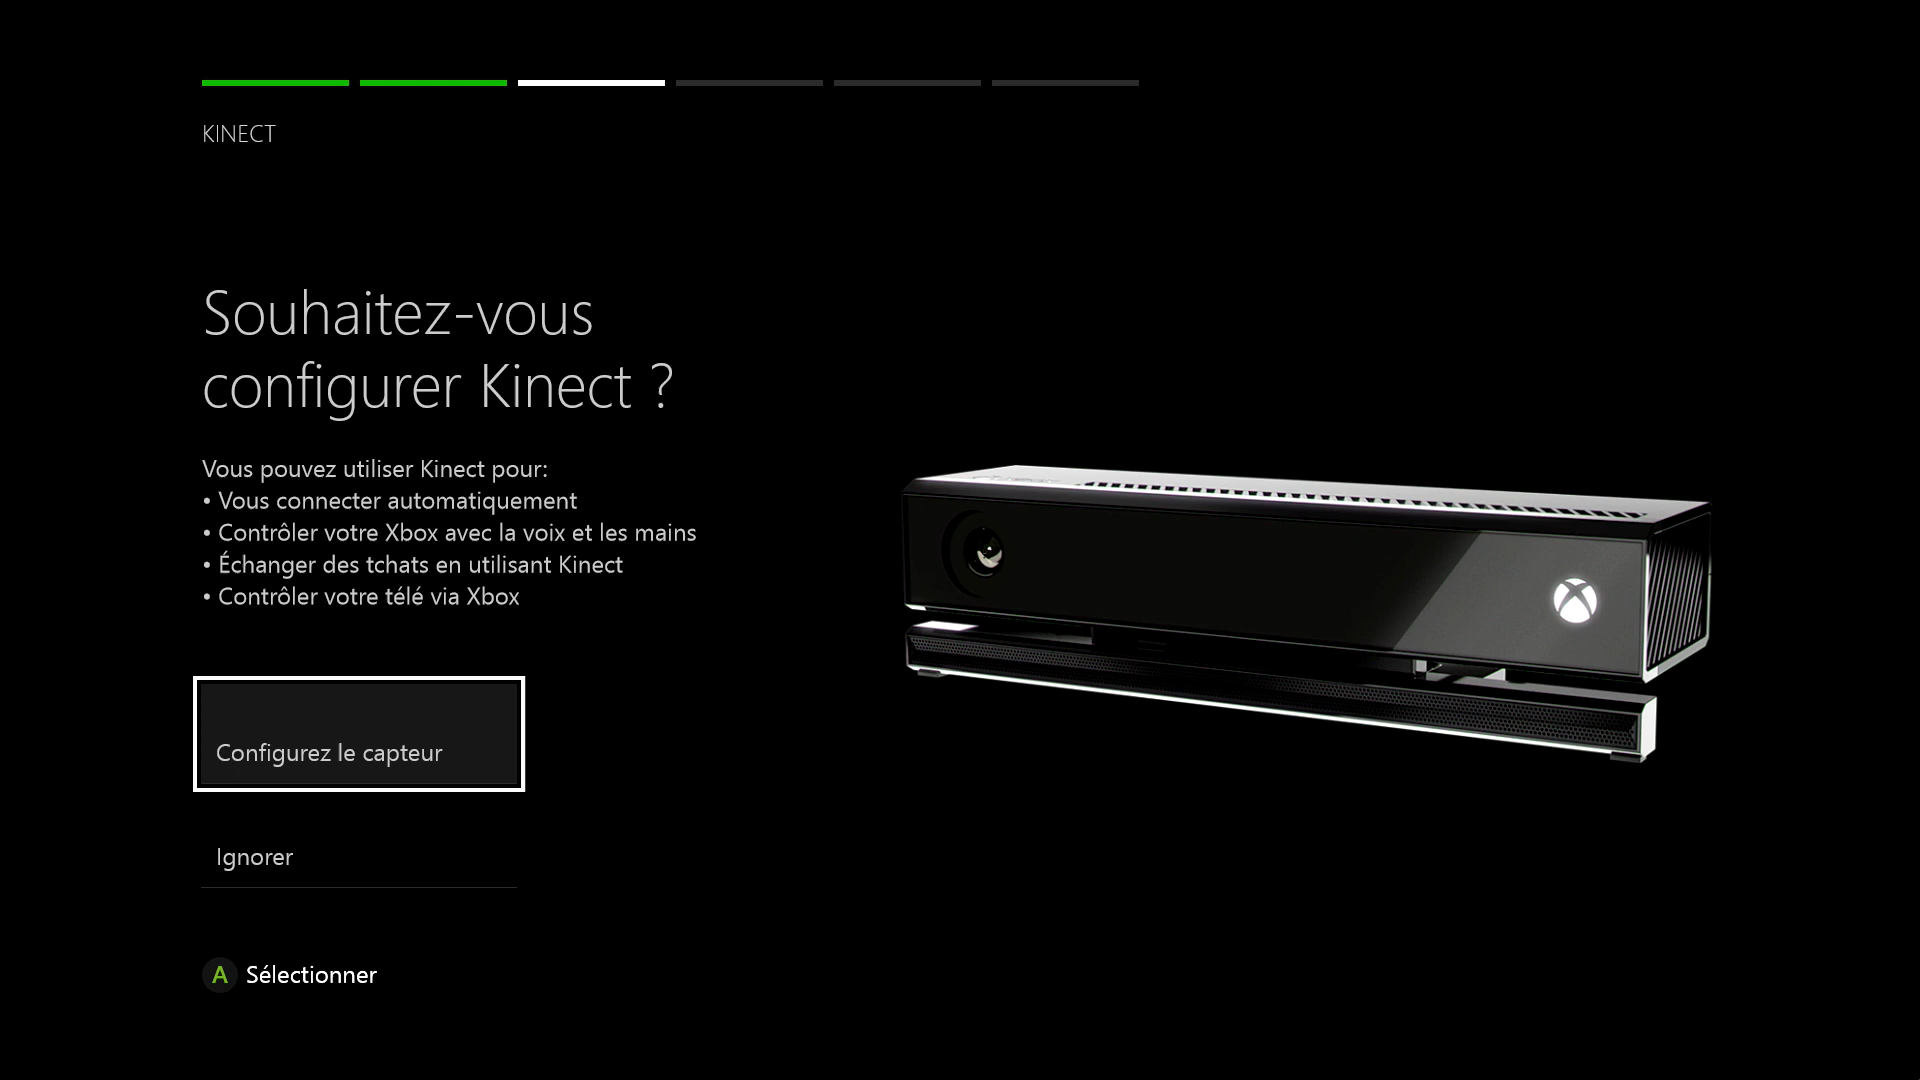 KINECT
Souhaitez-vous
configurer Kinect ?
Vous pouvez utiliser Kinect pour:
• Vous connecter automatiquement
• Contrôler votre Xbox avec la voix et les mains
• Échanger des tchats en utilisant Kinect
• Contrôler votre télé via Xbox
Configurez le capteur
Ignorer
A Sélectionner